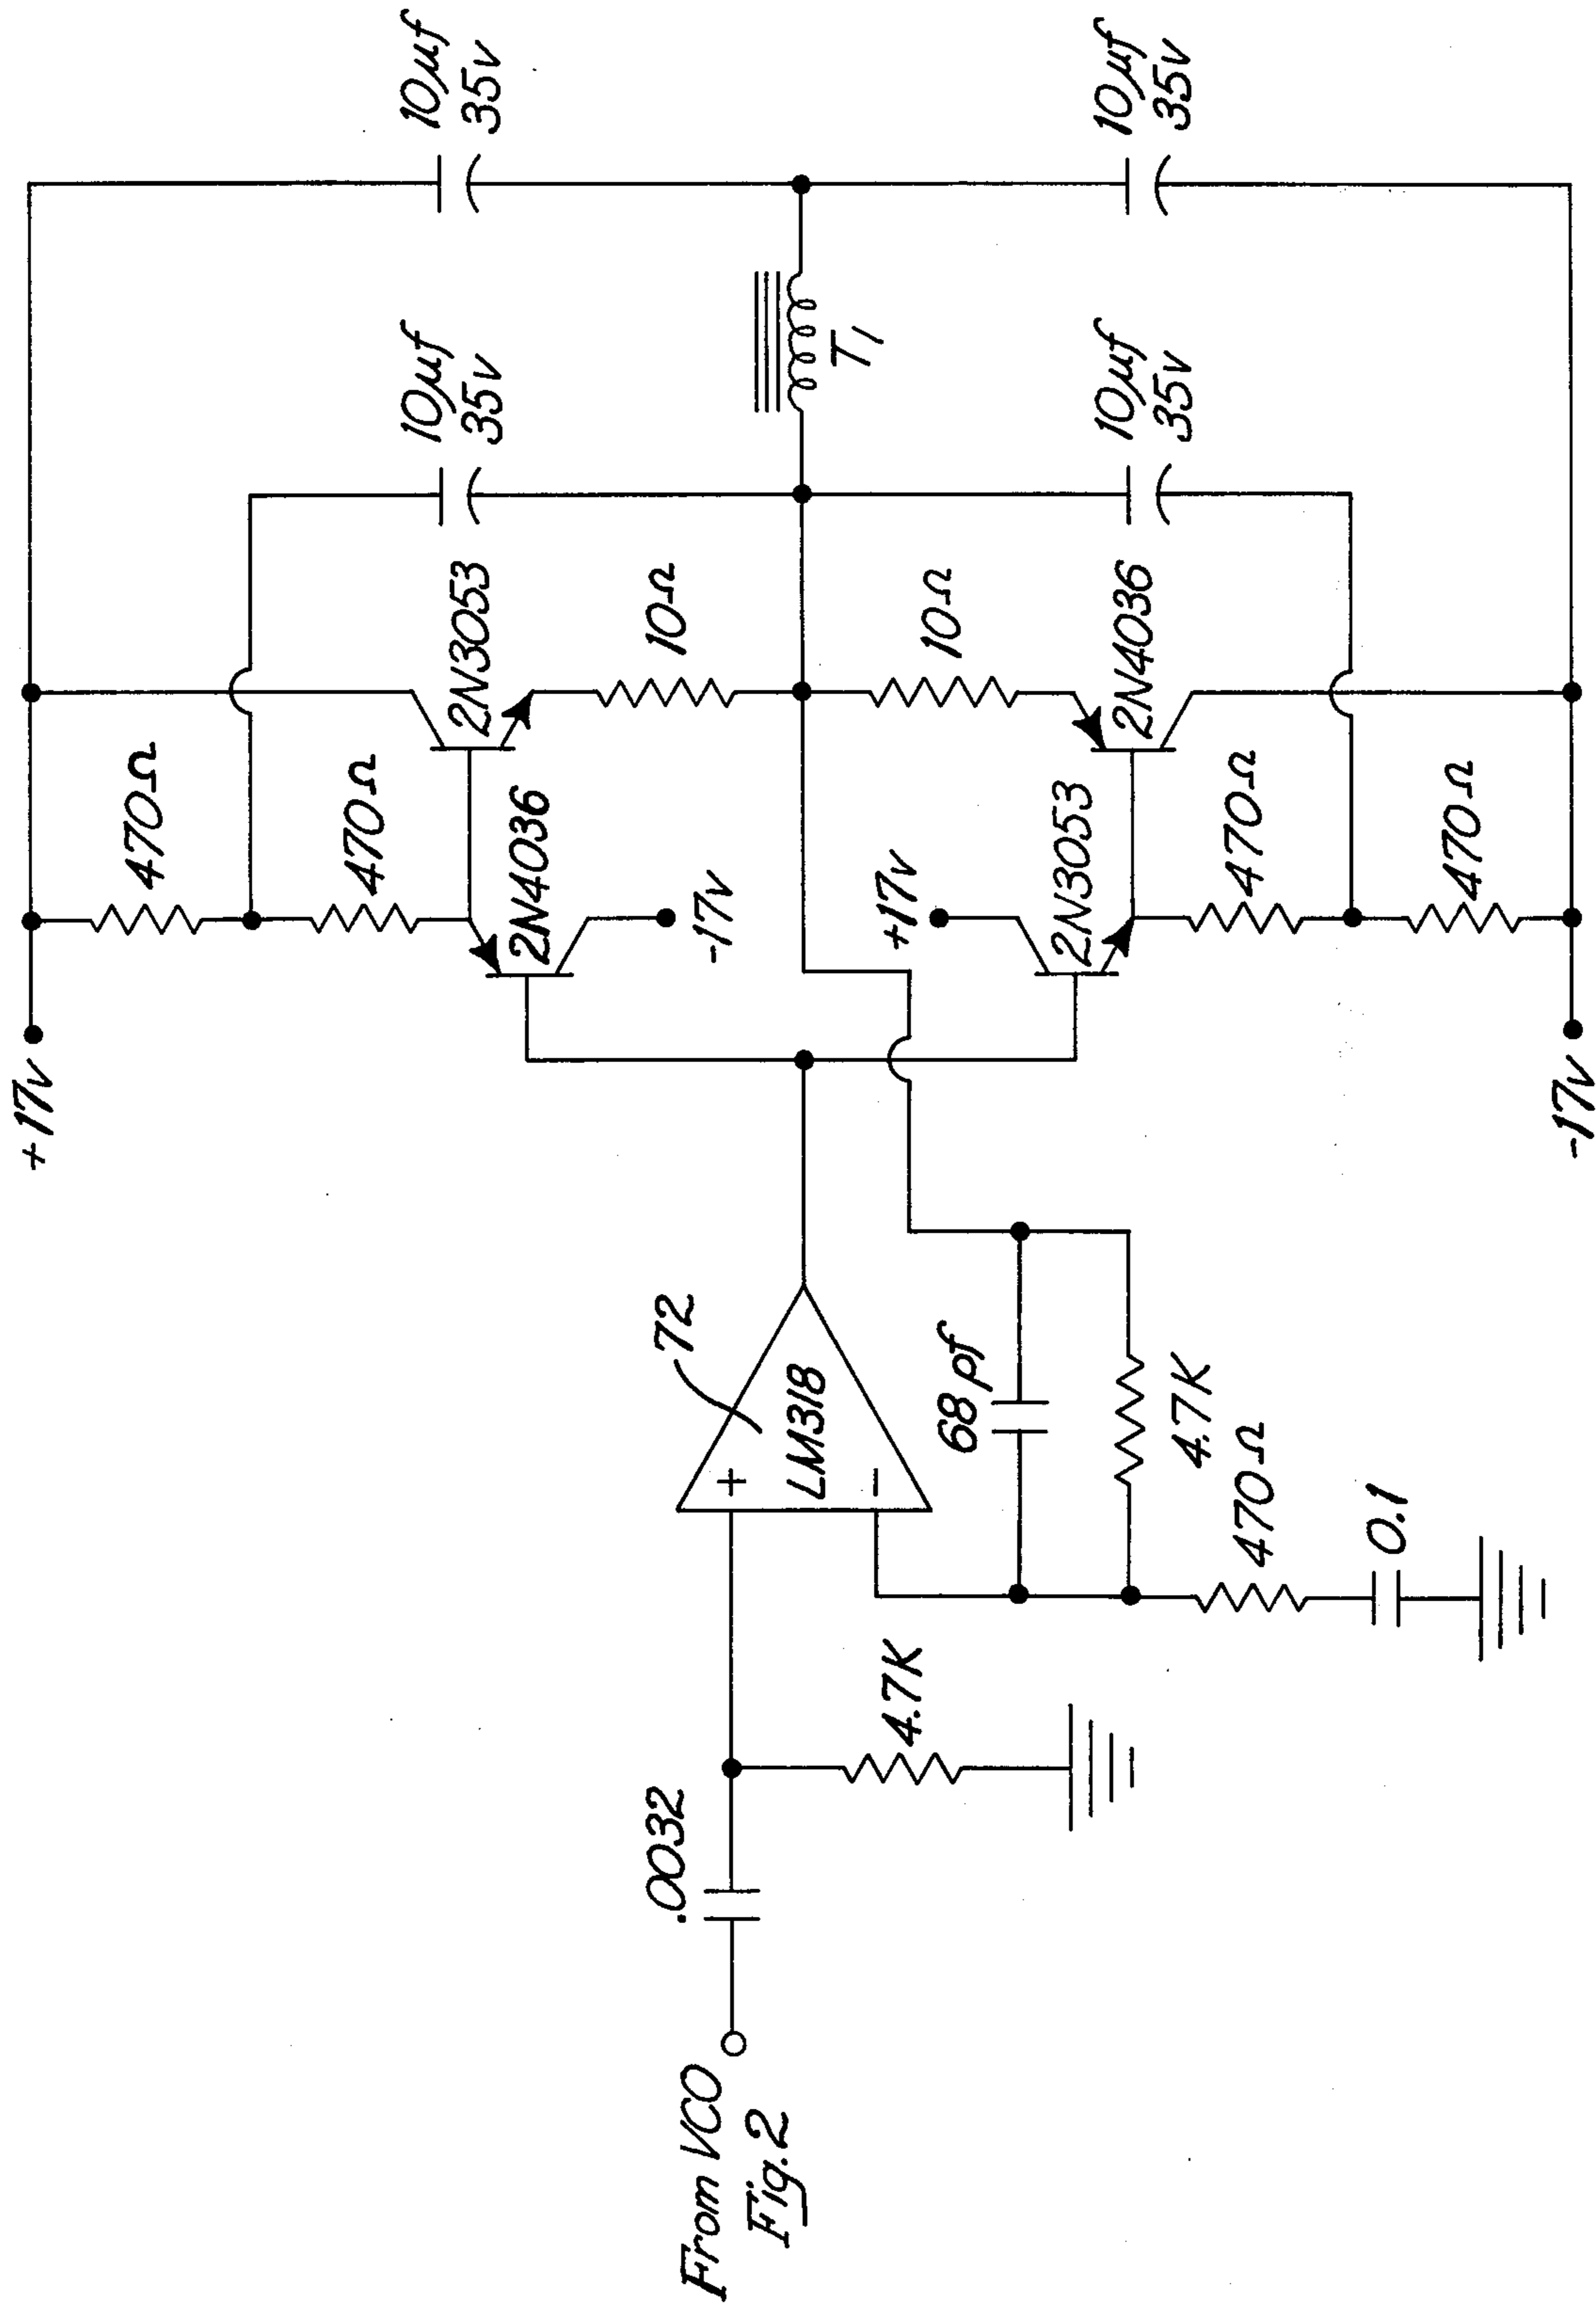 +17v
470Ω
470Ω
2N4036
-17v
2N3053
10Ω
10μf
35v
10μf
35v
T1
From VCO
Fig.2
.0032
4.7K
72
+
LM318
-
68pf
4.7K
470Ω
0.1
+17v
2N3053
10Ω
2N4036
470Ω
470Ω
10μf
35v
10μf
35v
-17v